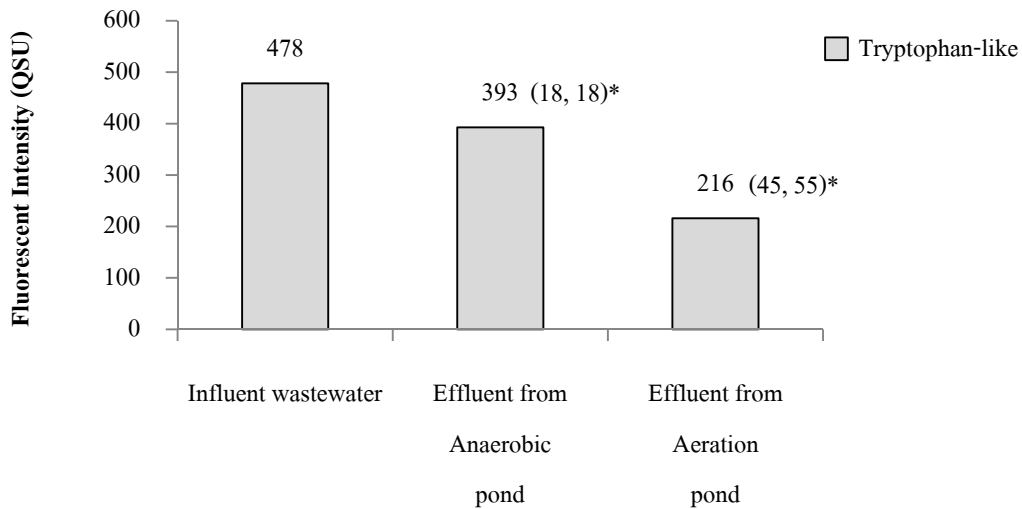 Fluorescent Intensity (QSU)
600
500
400
300
200
100
0
478
393 (18, 18)*
216 (45, 55)*
Tryptophan-like
Influent wastewater
Effluent from
Anaerobic
pond
Effluent from
Aeration
pond